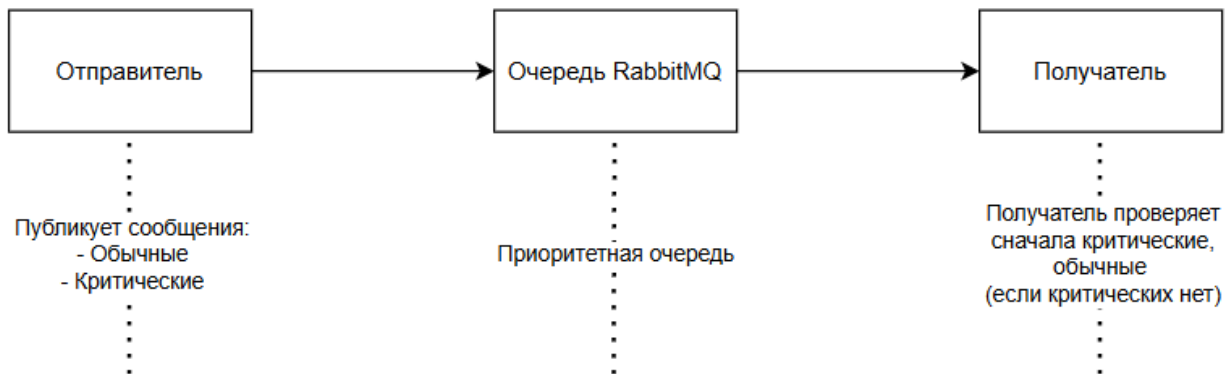 Отправитель
Очередь RabbitMQ
Получатель
Публикует сообщения:
- Обычные
- Критические
Приоритетная очередь
Получатель проверяет
сначала критические,
обычные
(если критических нет)